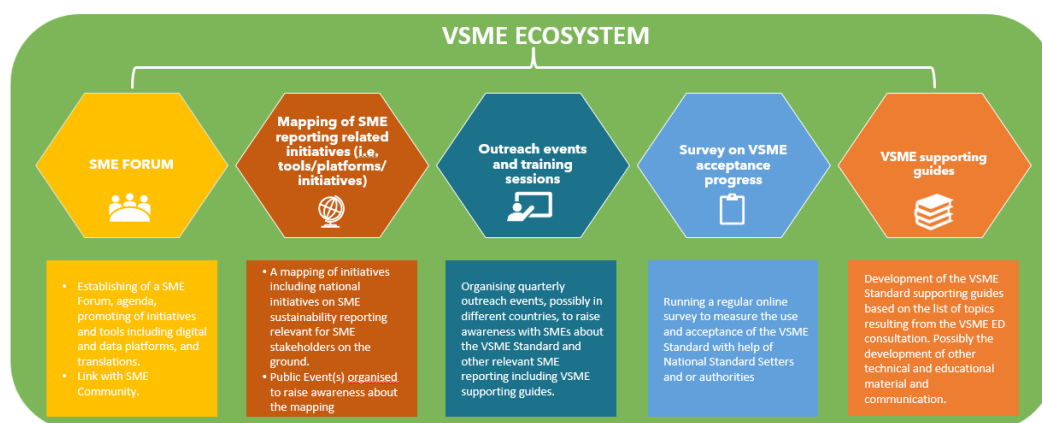 VSME ECOSYSTEM
SME FORUM
Mapping of SME
reporting related
initiatives (i.e.
tools/platforms/
initiatives)
Outreach events
and training
sessions
Survey on VSME
acceptance
progress
VSME supporting
guides
• Establishing of a SME
Forum, agenda,
promoting of initiatives
and tools including digital
and data platforms, and
translations.
• Link with SME
Community.
• A mapping of initiatives
including national
initiatives on SME
sustainability reporting
relevant for SME
stakeholders on the
ground.
• Public Event(s) organised
to raise awareness about
the mapping
Organising quarterly
outreach events, possibly in
different countries, to raise
awareness with SMEs about
the VSME Standard and
other relevant SME
reporting including VSME
supporting guides.
Running a regular online
survey to measure the use
and acceptance of the VSME
Standard with help of
National Standard Setters
and or authorities
Development of the VSME
Standard supporting guides
based on the list of topics
resulting from the VSME ED
consultation. Possibly the
development of other
technical and educational
material and
communication.